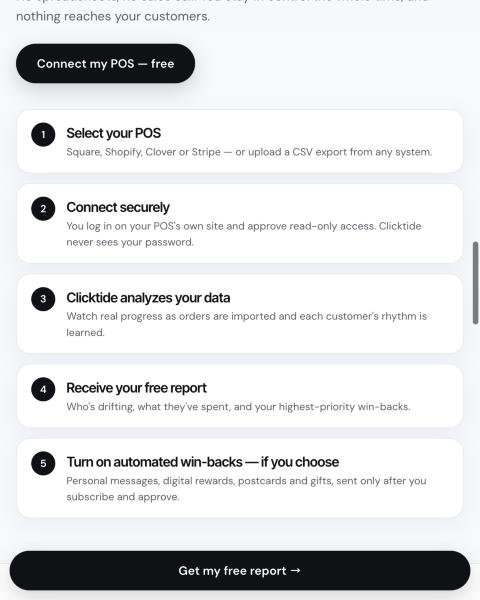 nothing reaches your customers.
Connect my POS — free
1
Select your POS
Square, Shopify, Clover or Stripe — or upload a CSV export from any system.
2
Connect securely
You log in on your POS's own site and approve read-only access. Clicktide
never sees your password.
3
Clicktide analyzes your data
Watch real progress as orders are imported and each customer's rhythm is
learned.
4
Receive your free report
Who's drifting, what they've spent, and your highest-priority win-backs.
5
Turn on automated win-backs — if you choose
Personal messages, digital rewards, postcards and gifts, sent only after you
subscribe and approve.
Get my free report →